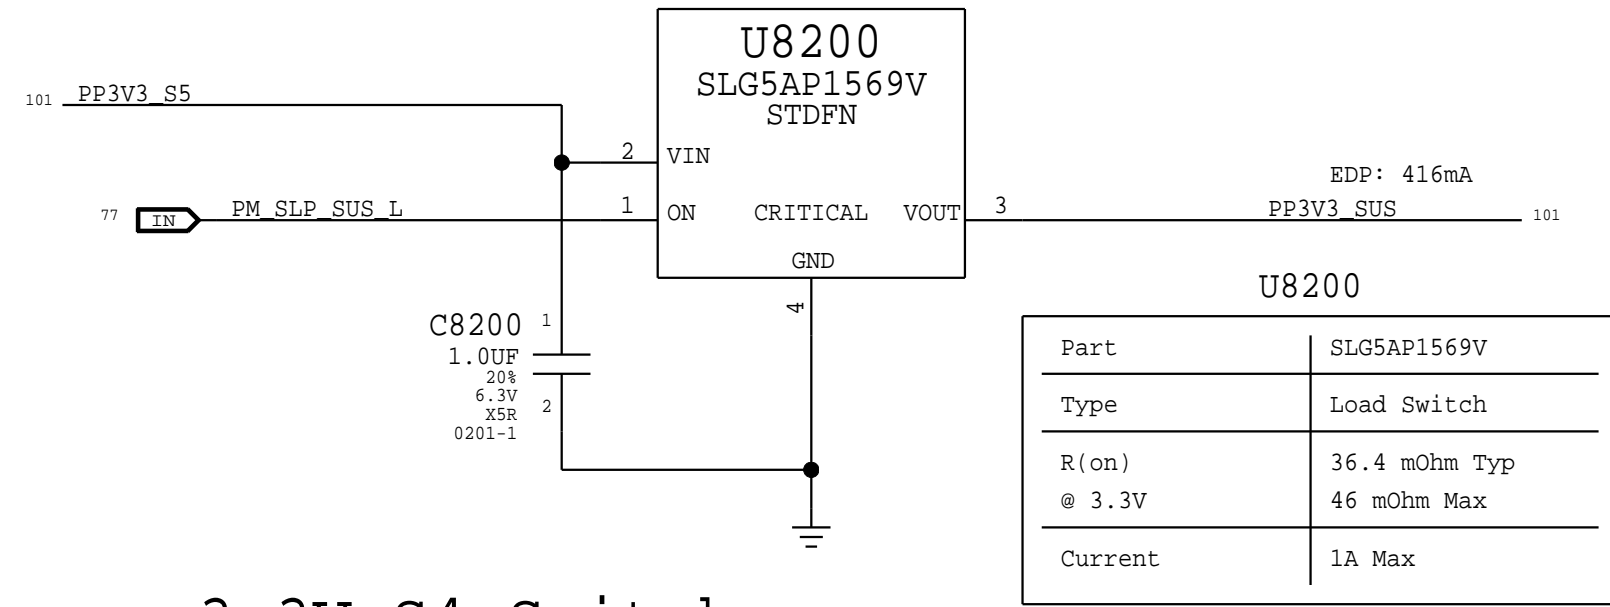 U8200
SLG5AP1569V
STDFN
101 PP3V3_S5
2 VIN
77 IN PM_SLP_SUS_L 1 ON CRITICAL VOUT 3
EDP: 416mA
PP3V3_SUS 101
GND
4
C8200 1
1.0UF
20%
6.3V
X5R 2
0201-1
U8200
Part SLG5AP1569V
Type Load Switch
R(on) 36.4 mOhm Typ
@ 3.3V 46 mOhm Max
Current 1A Max